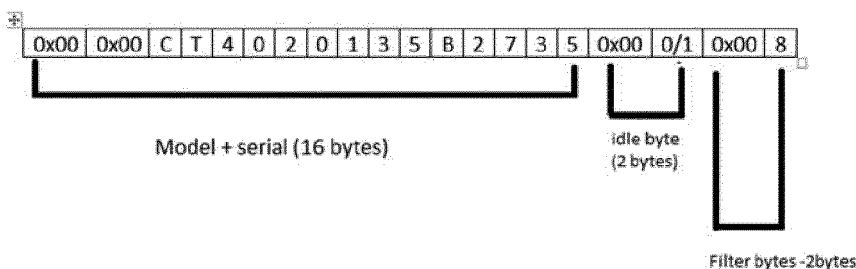 0x00 0x00 C T 4 0 2 0 1 3 5 B 2 7 3 5 0x00 0/1 0x00 8
Model + serial (16 bytes)
idle byte
(2 bytes)
Filter bytes -2bytes